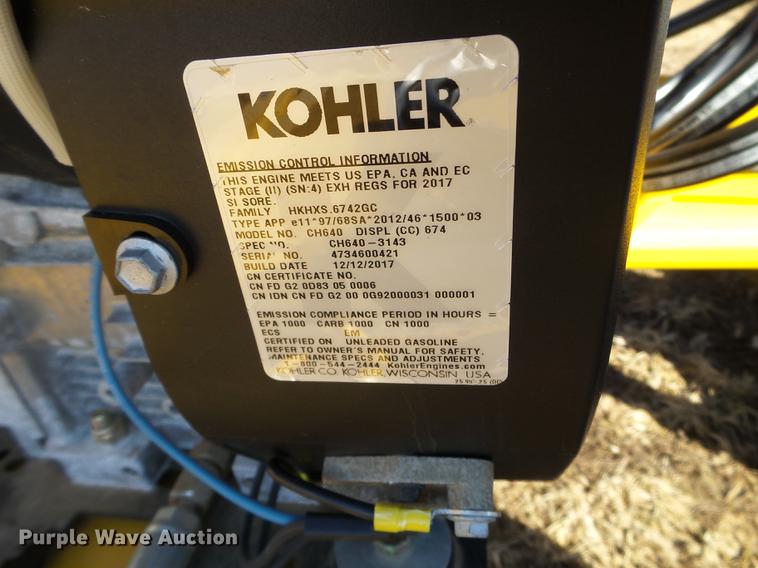 KOHLER
EMISSION CONTROL INFORMATION
THIS ENGINE MEETS US EPA, CA AND EC
STAGE (II) (SN:4) EXH REGS FOR 2017
SI SORE.
FAMILY HKHXS.6742GC
TYPE APP e11*97/68SA*2012/46*1500*03
MODEL NO. CH640 DISPL (CC) 674
SPEC NO. CH640-3143
SERIAL NO. 4734600421
BUILD DATE 12/12/2017
CN CERTIFICATE NO.
CN FD G2 0D83 05 0006
CN IDN CN FD G2 00 0G92000031 000001
EMISSION COMPLIANCE PERIOD IN HOURS =
EPA 1000 CARB 1000 CN 1000
ECS EM
CERTIFIED ON UNLEADED GASOLINE
REFER TO OWNER'S MANUAL FOR SAFETY,
MAINTENANCE SPECS AND ADJUSTMENTS
1-800-544-2444 KohlerEngines.com
KOHLER CO. KOHLER, WISCONSIN USA
Purple Wave Auction